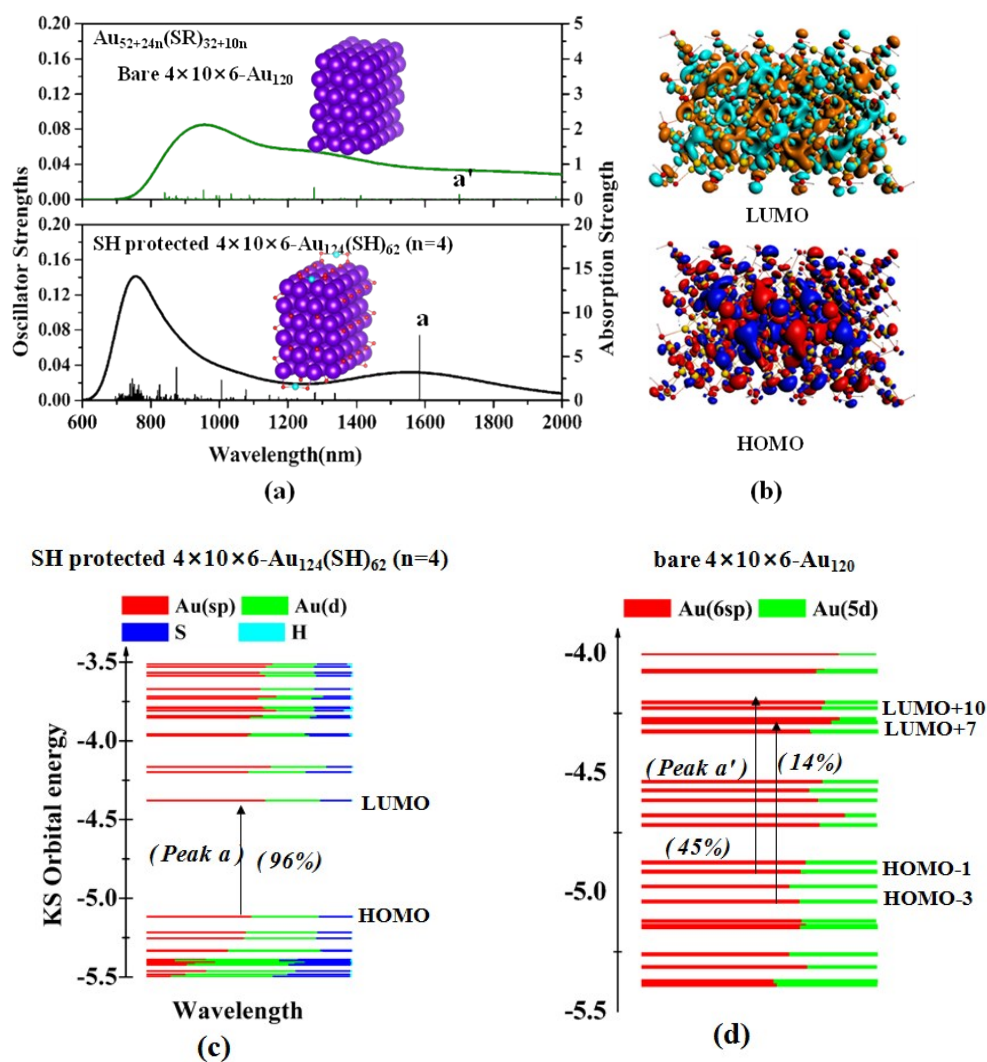 0.20
0.16
0.12
0.08
0.04
0.00
Oscillator Strengths
Au52+24n(SR)32+10n
Bare 4×10×6-Au120
a'
5
4
3
2
1
0
Absorption Strength
0.20
0.16
0.12
0.08
0.04
0.00
SH protected 4×10×6-Au124(SH)62 (n=4)
a
20
15
10
5
0
600 800 1000 1200 1400 1600 1800 2000
Wavelength(nm)
(a)
LUMO
HOMO
(b)
SH protected 4×10×6-Au124(SH)62 (n=4)
Au(sp) Au(d)
S H
-3.5
-4.0
-4.5
-5.0
-5.5
KS Orbital energy
LUMO
(Peak a) (96%)
HOMO
Wavelength
(c)
bare 4×10×6-Au120
Au(6sp) Au(5d)
-4.0
-4.5
-5.0
-5.5
LUMO+10
LUMO+7
(Peak a') (14%)
(45%)
HOMO-1
HOMO-3
(d)